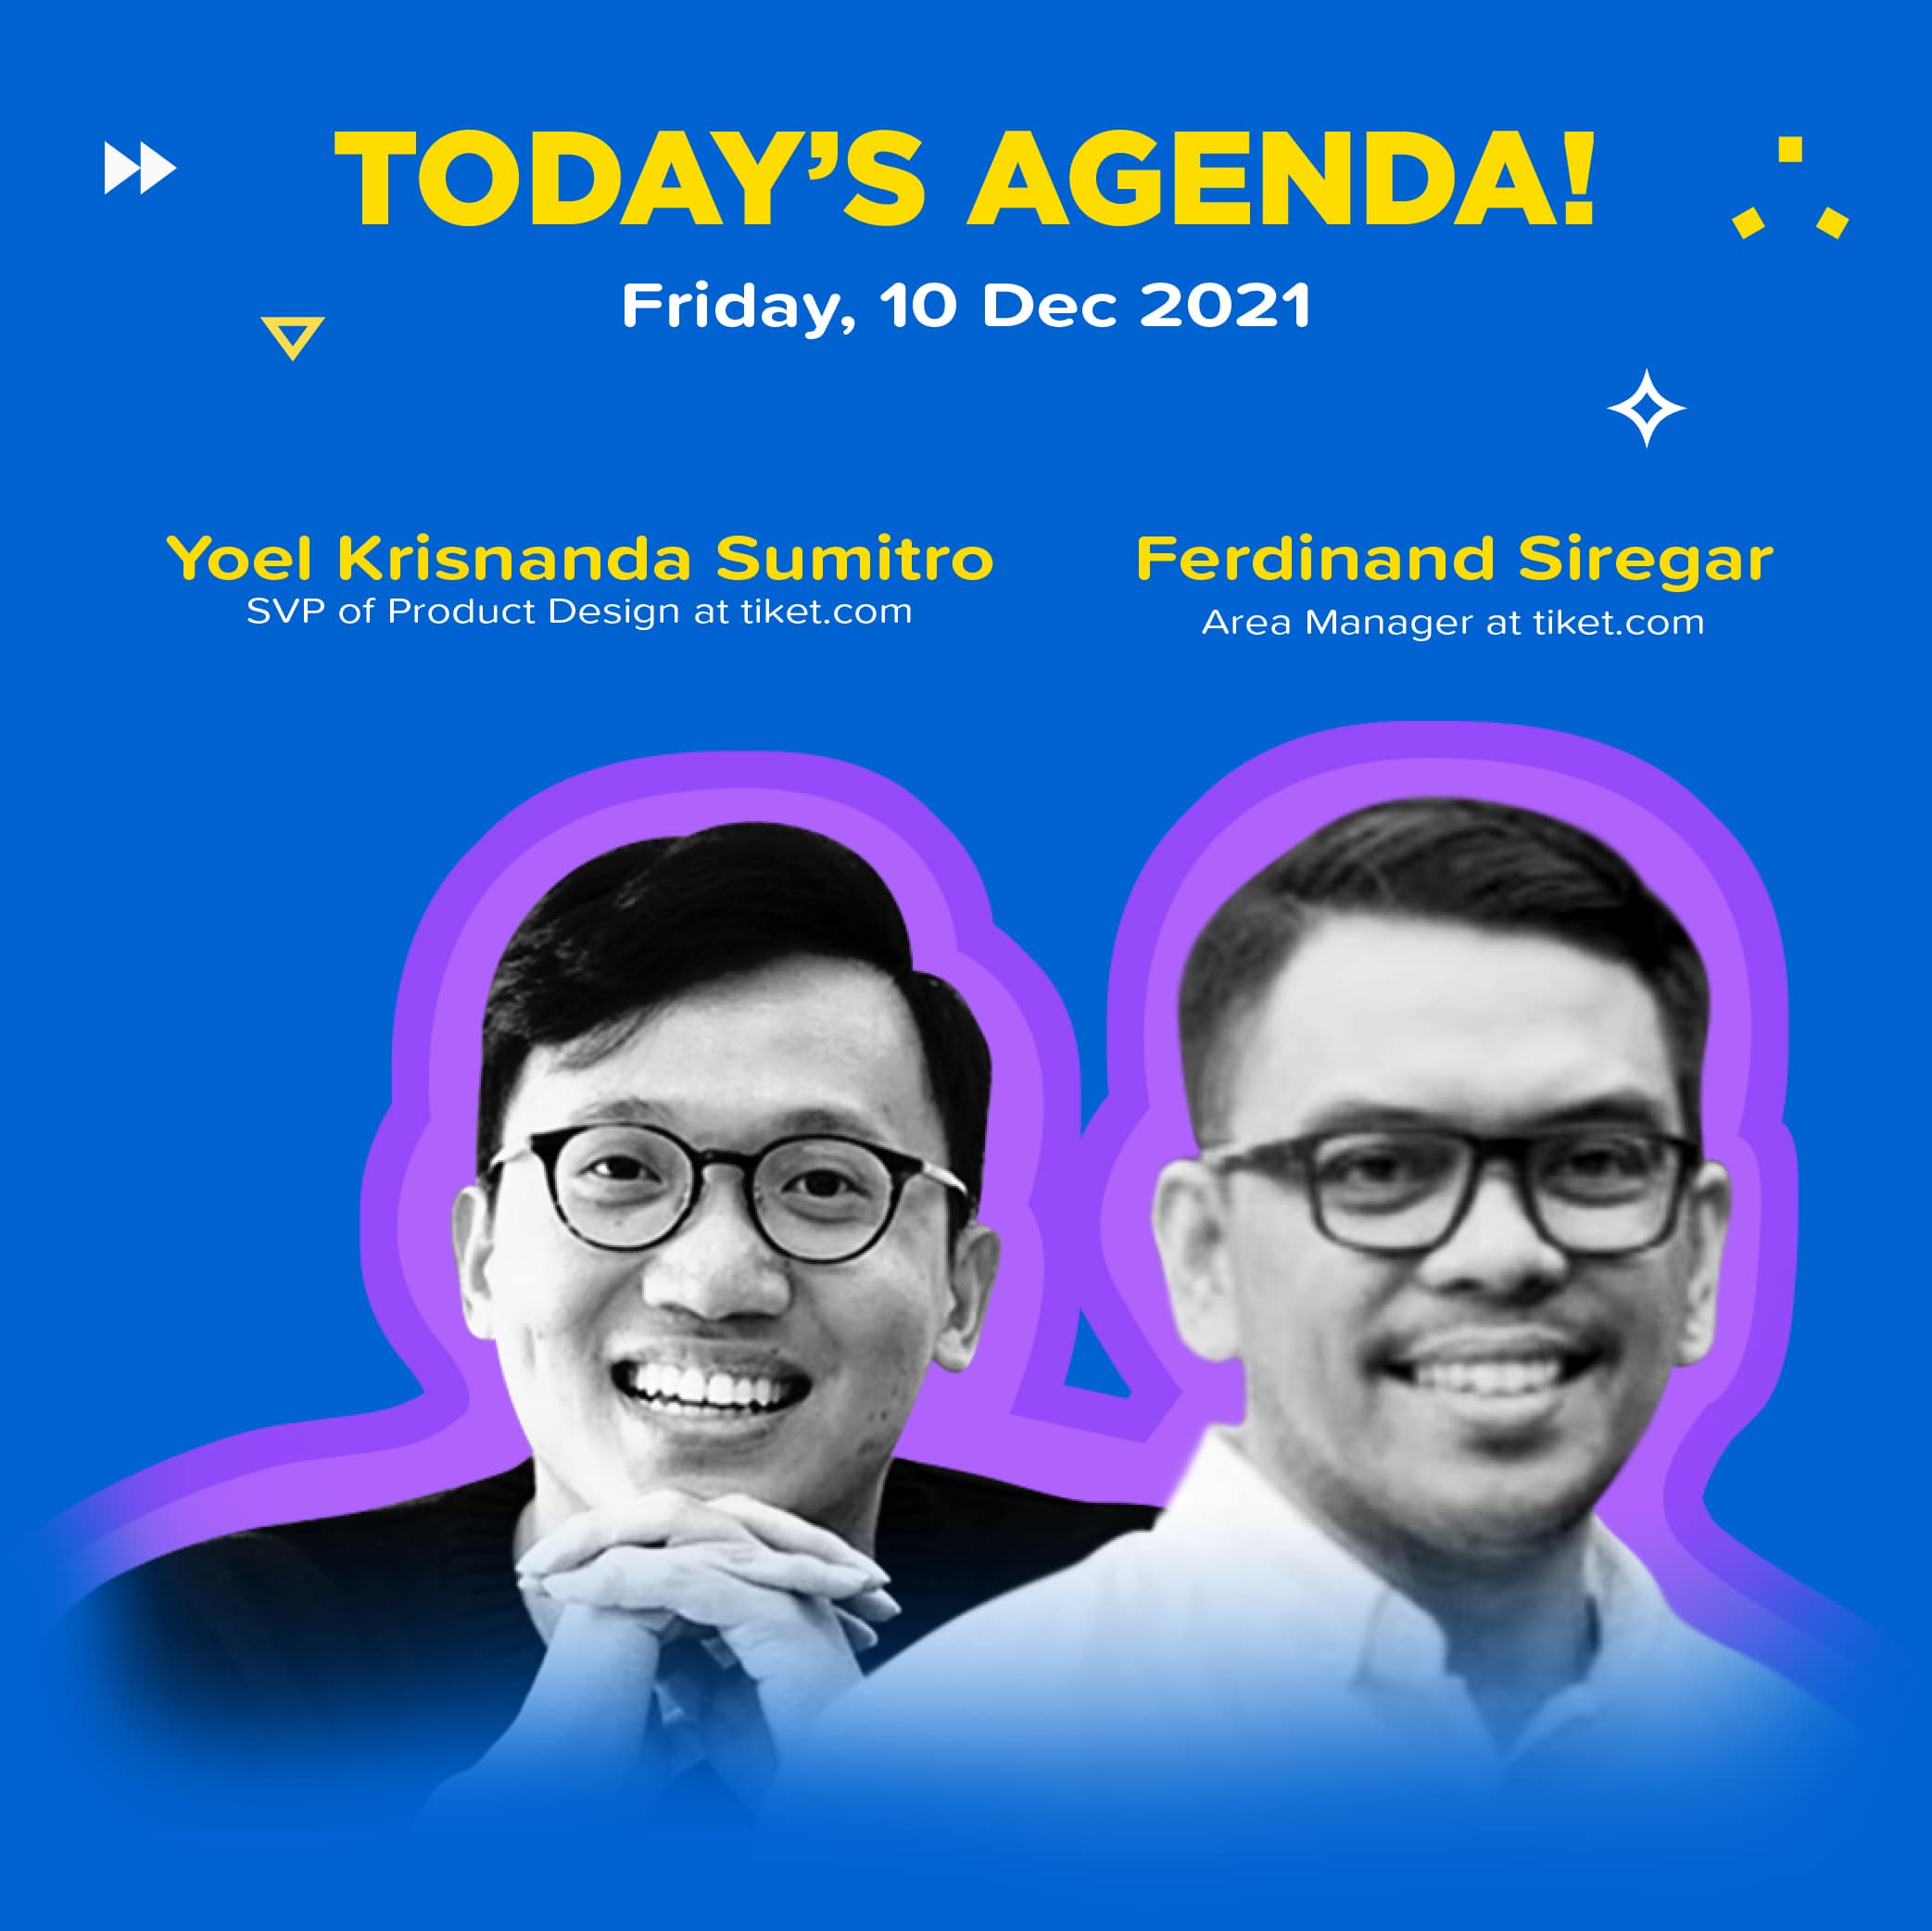 TODAY’S AGENDA!
Friday, 10 Dec 2021
Yoel Krisnanda Sumitro
SVP of Product Design at tiket.com
Ferdinand Siregar
Area Manager at tiket.com